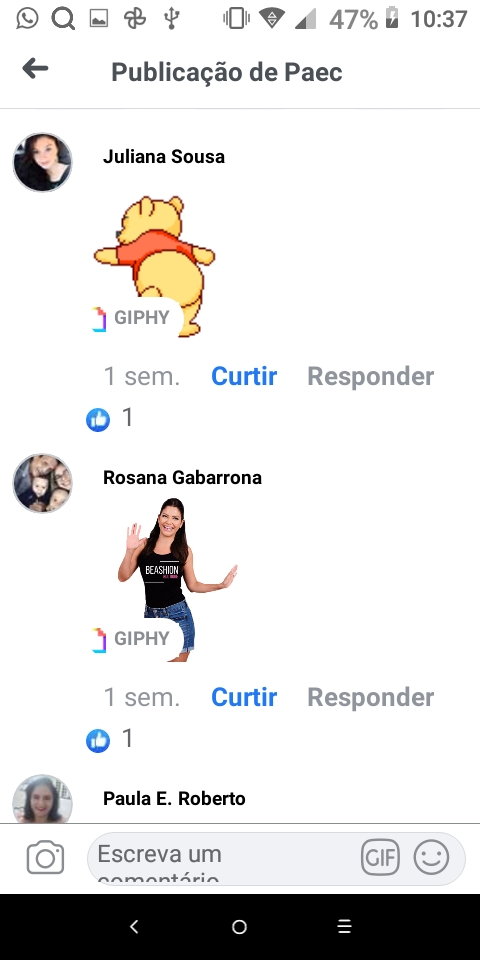 47% 10:37
Publicação de Paec
Juliana Sousa
GIPHY
1 sem. Curtir Responder
1
Rosana Gabarrona
BEASHION
GIPHY
1 sem. Curtir Responder
1
Paula E. Roberto
Escreva um
comentário
GIF